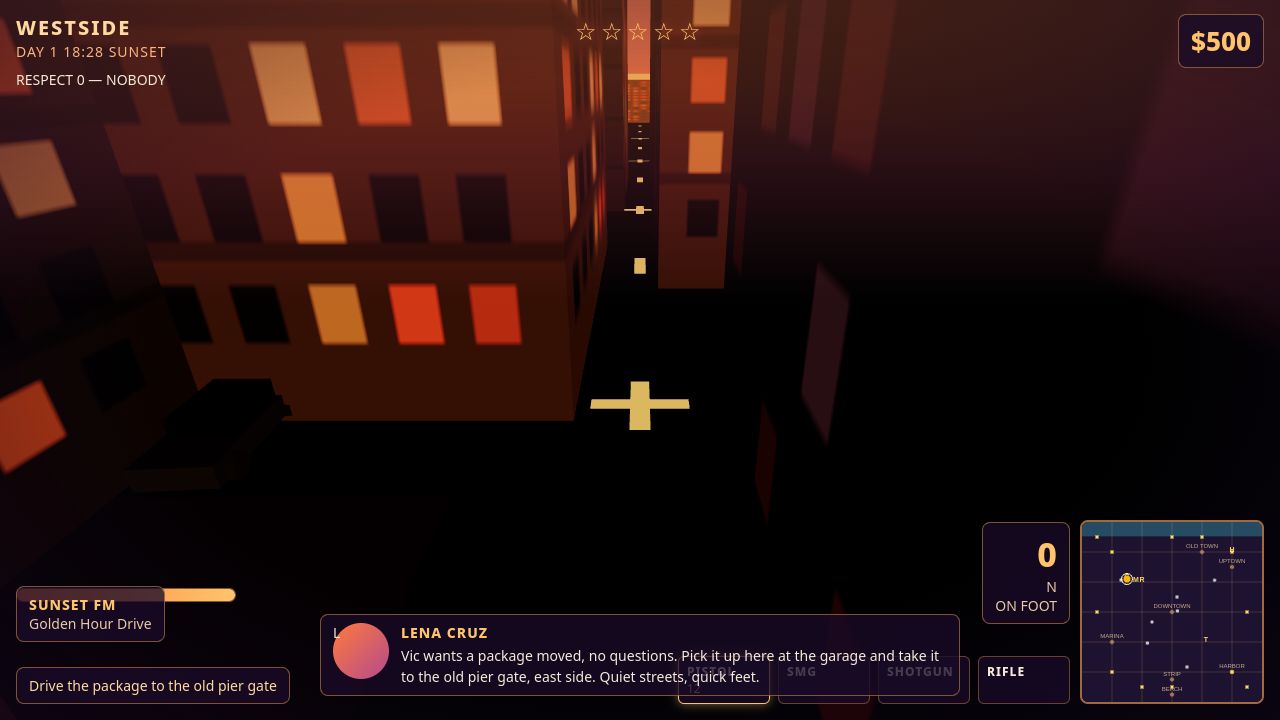 WESTSIDE
DAY 1 18:28 SUNSET
RESPECT 0 — NOBODY
☆ ☆ ☆ ☆ ☆
$500
0
N
ON FOOT
OLD TOWN
H
UPTOWN
MR
DOWNTOWN
MARINA
T
HARBOR
STRIP
BEACH
SUNSET FM
Golden Hour Drive
Drive the package to the old pier gate
L
LENA CRUZ
Vic wants a package moved, no questions. Pick it up here at the garage and take it
to the old pier gate, east side. Quiet streets, quick feet.
PISTOL
12
SMG
SHOTGUN
RIFLE